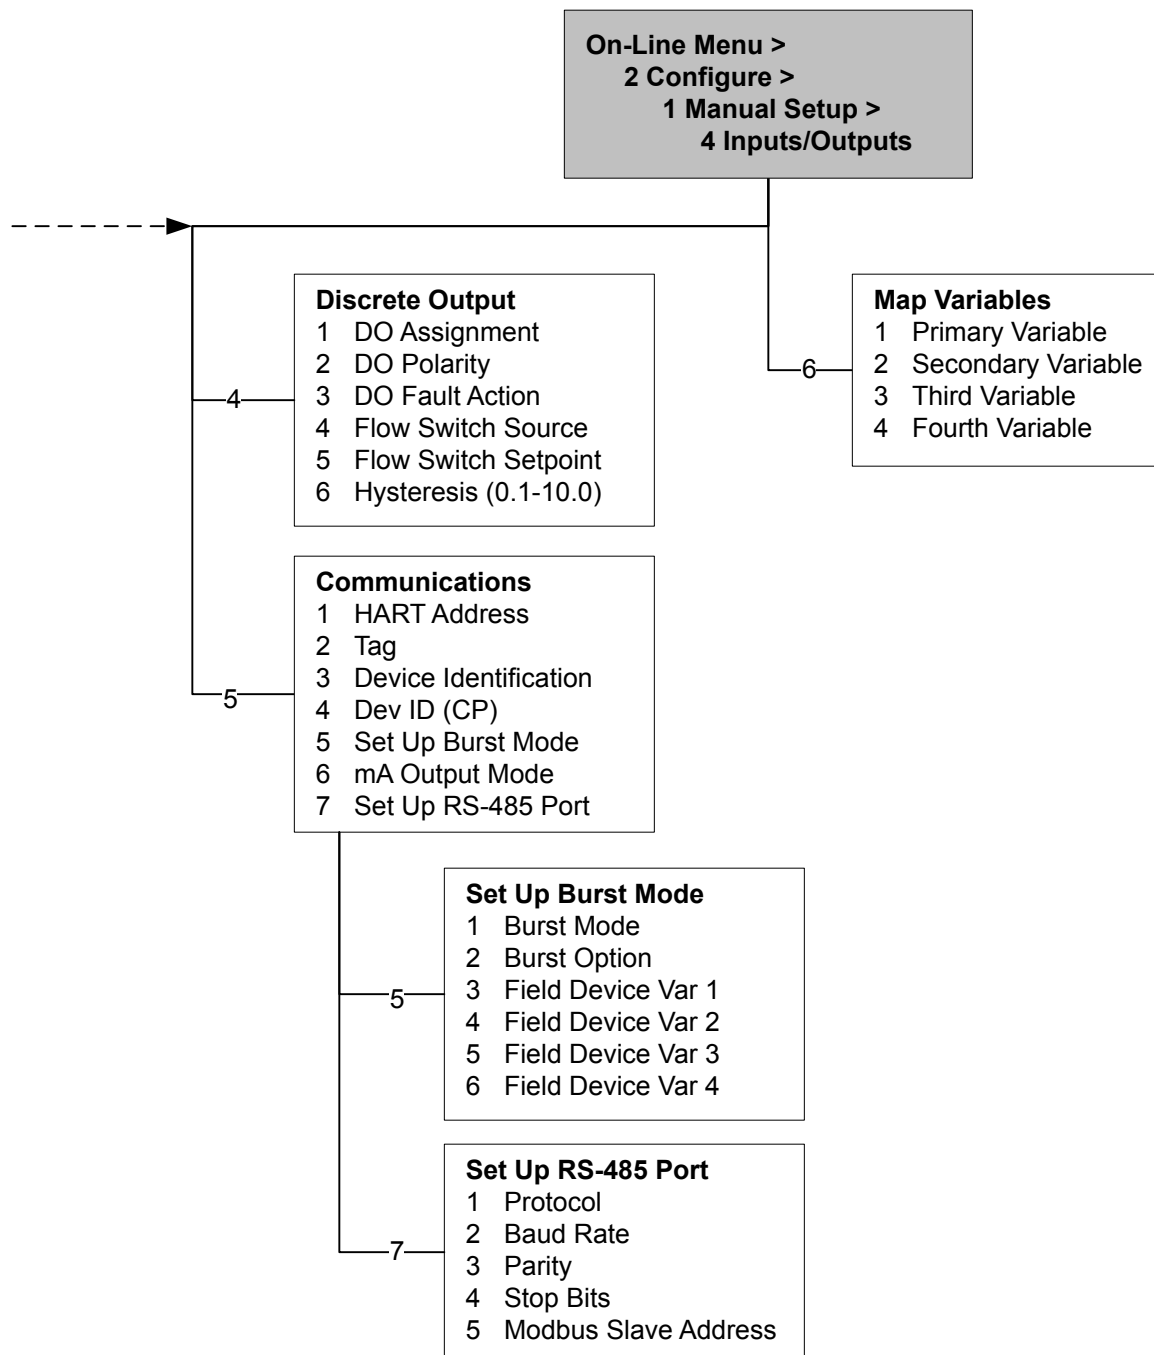 On-Line Menu >
2 Configure >
1 Manual Setup >
4 Inputs/Outputs
Discrete Output
1 DO Assignment
2 DO Polarity
3 DO Fault Action
4 Flow Switch Source
5 Flow Switch Setpoint
6 Hysteresis (0.1-10.0)
4
Map Variables
1 Primary Variable
2 Secondary Variable
3 Third Variable
4 Fourth Variable
6
Communications
1 HART Address
2 Tag
3 Device Identification
4 Dev ID (CP)
5 Set Up Burst Mode
6 mA Output Mode
7 Set Up RS-485 Port
5
Set Up Burst Mode
1 Burst Mode
2 Burst Option
3 Field Device Var 1
4 Field Device Var 2
5 Field Device Var 3
6 Field Device Var 4
5
Set Up RS-485 Port
1 Protocol
2 Baud Rate
3 Parity
4 Stop Bits
5 Modbus Slave Address
7